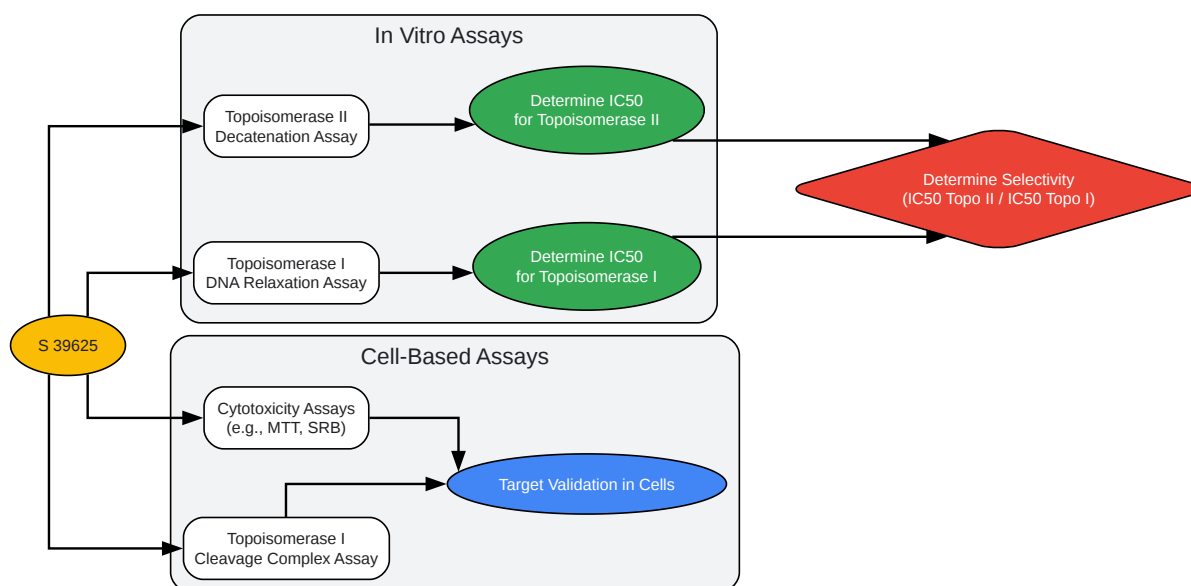 In Vitro Assays
Topoisomerase II
Decatenation Assay
Determine IC50
for Topoisomerase II
Determine Selectivity
(IC50 Topo II / IC50 Topo I)
Topoisomerase I
DNA Relaxation Assay
Determine IC50
for Topoisomerase I
S 39625
Cell-Based Assays
Cytotoxicity Assays
(e.g., MTT, SRB)
Target Validation in Cells
Topoisomerase I
Cleavage Complex Assay